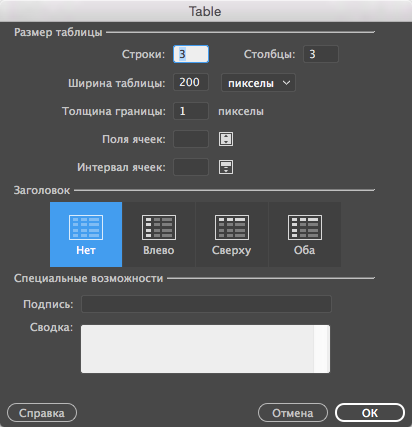 Table
Размер таблицы
Строки: 3 Столбцы: 3
Ширина таблицы: 200 пикселы
Толщина границы: 1 пикселы
Поля ячеек:
Интервал ячеек:
Заголовок
Нет Влево Сверху Оба
Специальные возможности
Подпись:
Сводка:
Справка Отмена ОК